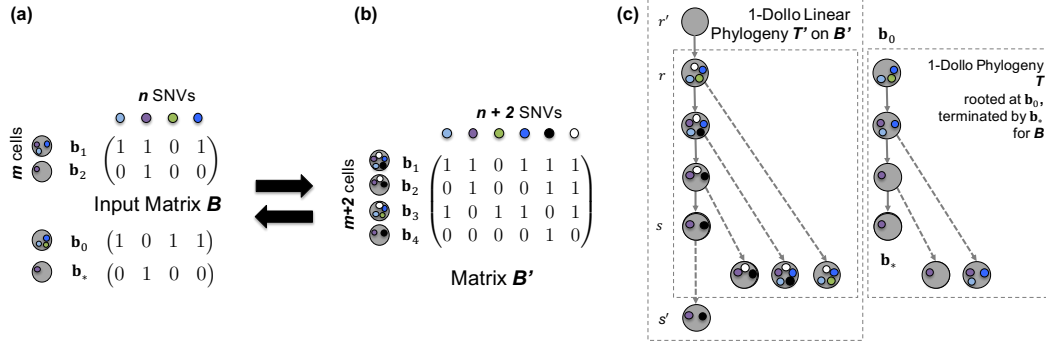 (a)
n SNVs
m cells
b1
1 1 0 1
b2
0 1 0 0
Input Matrix B
b0
(1 0 1 1)
b*
(0 1 0 0)
(b)
n + 2 SNVs
m+2 cells
b1
1 1 0 1 1 1
b2
0 1 0 0 1 1
b3
1 0 1 1 0 1
b4
0 0 0 0 1 0
Matrix B'
(c)
r'
1-Dollo Linear
Phylogeny T' on B'
r
s
s'
b0
1-Dollo Phylogeny
T
rooted at b0,
terminated by b*
for B
b*